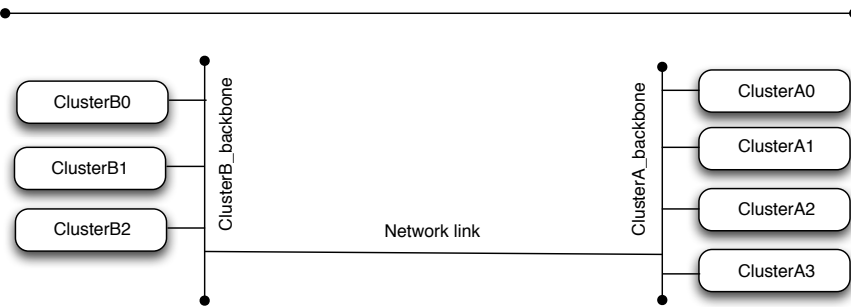 ClusterB0
ClusterB1
ClusterB2
ClusterB_backbone
Network link
ClusterA_backbone
ClusterA0
ClusterA1
ClusterA2
ClusterA3